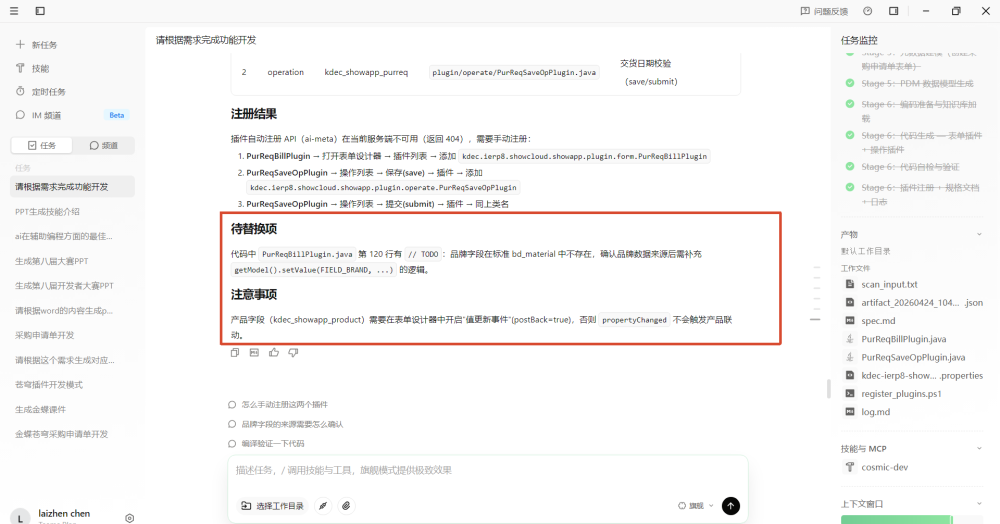 问题反馈
新任务
技能
定时任务
IM 频道
Beta
任务
频道
任务
请根据需求完成功能开发
PPT生成技能介绍
ai在辅助编程方面的最佳...
生成第八届大赛PPT
生成第八届开发者大赛PPT
请根据word的内容生成p...
采购申请单开发
请根据这个需求生成对应...
苍穹插件开发模式
生成金蝶课件
金蝶苍穹采购申请单开发
laizhen chen
请根据需求完成功能开发
2 operation kdec_showapp_purreq plugin/operate/PurReqSaveOpPlugin.java 交货日期校验
(save/submit)
注册结果
插件自动注册 API（ai-meta）在当前服务端不可用（返回 404），需要手动注册：
1. PurReqBillPlugin → 打开表单设计器 → 插件列表 → 添加 kdec.ierp8.showcloud.showapp.plugin.form.PurReqBillPlugin
2. PurReqSaveOpPlugin → 操作列表 → 保存(save) → 插件 → 添加
kdec.ierp8.showcloud.showapp.plugin.operate.PurReqSaveOpPlugin
3. PurReqSaveOpPlugin → 操作列表 → 提交(submit) → 插件 → 同上类名
待替换项
代码中 PurReqBillPlugin.java 第 120 行有 // TODO ：品牌字段在标准 bd_material 中不存在，确认品牌数据来源后需补充
getModel().setValue(FIELD_BRAND, ...) 的逻辑。
注意事项
产品字段（kdec_showapp_product）需要在表单设计器中开启"值更新事件"(postBack=true)，否则 propertyChanged 不会触发产品联
动。
怎么手动注册这两个插件
品牌字段的来源需要怎么确认
编译验证一下代码
描述任务，/ 调用技能与工具，旗舰模式提供极致效果
选择工作目录
旗舰
任务监控
购申请单表单）
Stage 5：PDM 数据模型生成
Stage 6：编码准备与知识库加
载
Stage 6：代码生成 — 表单插件
+ 操作插件
Stage 6：代码自检与验证
Stage 6：插件注册 + 规格文档
+ 日志
产物
默认工作目录
工作文件
scan_input.txt
artifact_20260424_104... .json
spec.md
PurReqBillPlugin.java
PurReqSaveOpPlugin.java
kdec-ierp8-show... .properties
register_plugins.ps1
log.md
技能与 MCP
cosmic-dev
上下文窗口